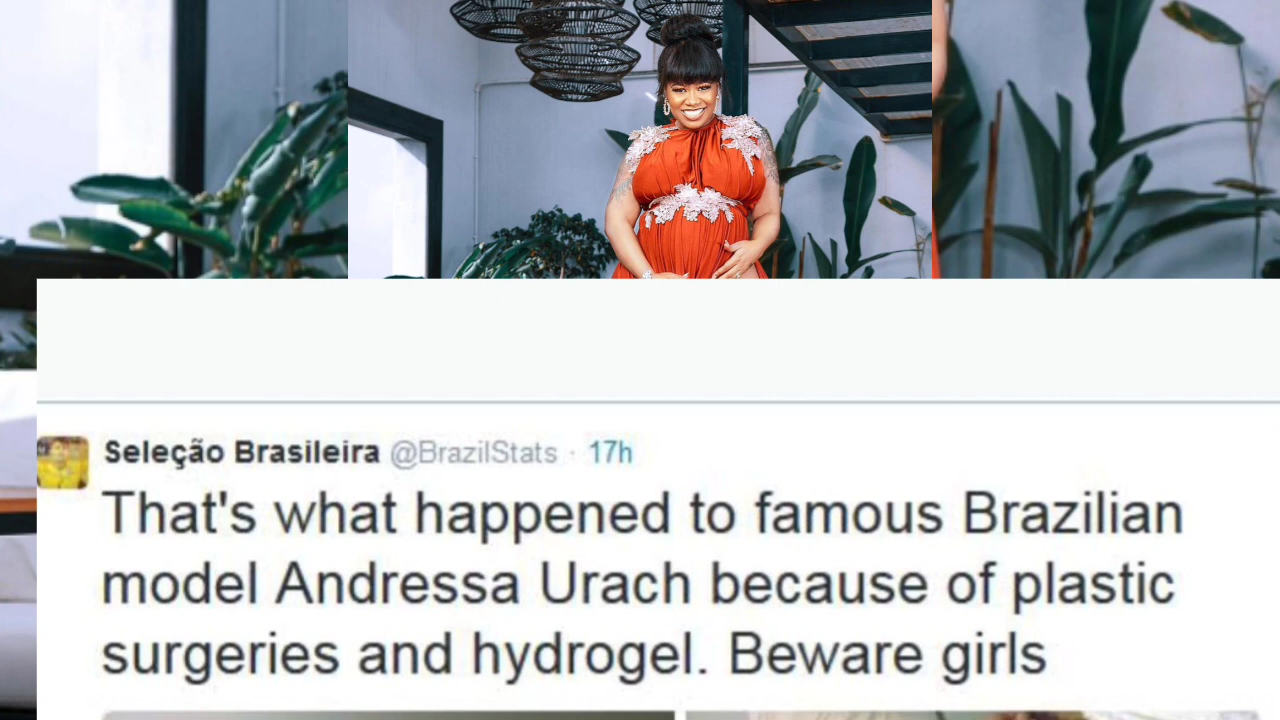 Seleção Brasileira @BrazilStats · 17h
That's what happened to famous Brazilian
model Andressa Urach because of plastic
surgeries and hydrogel. Beware girls